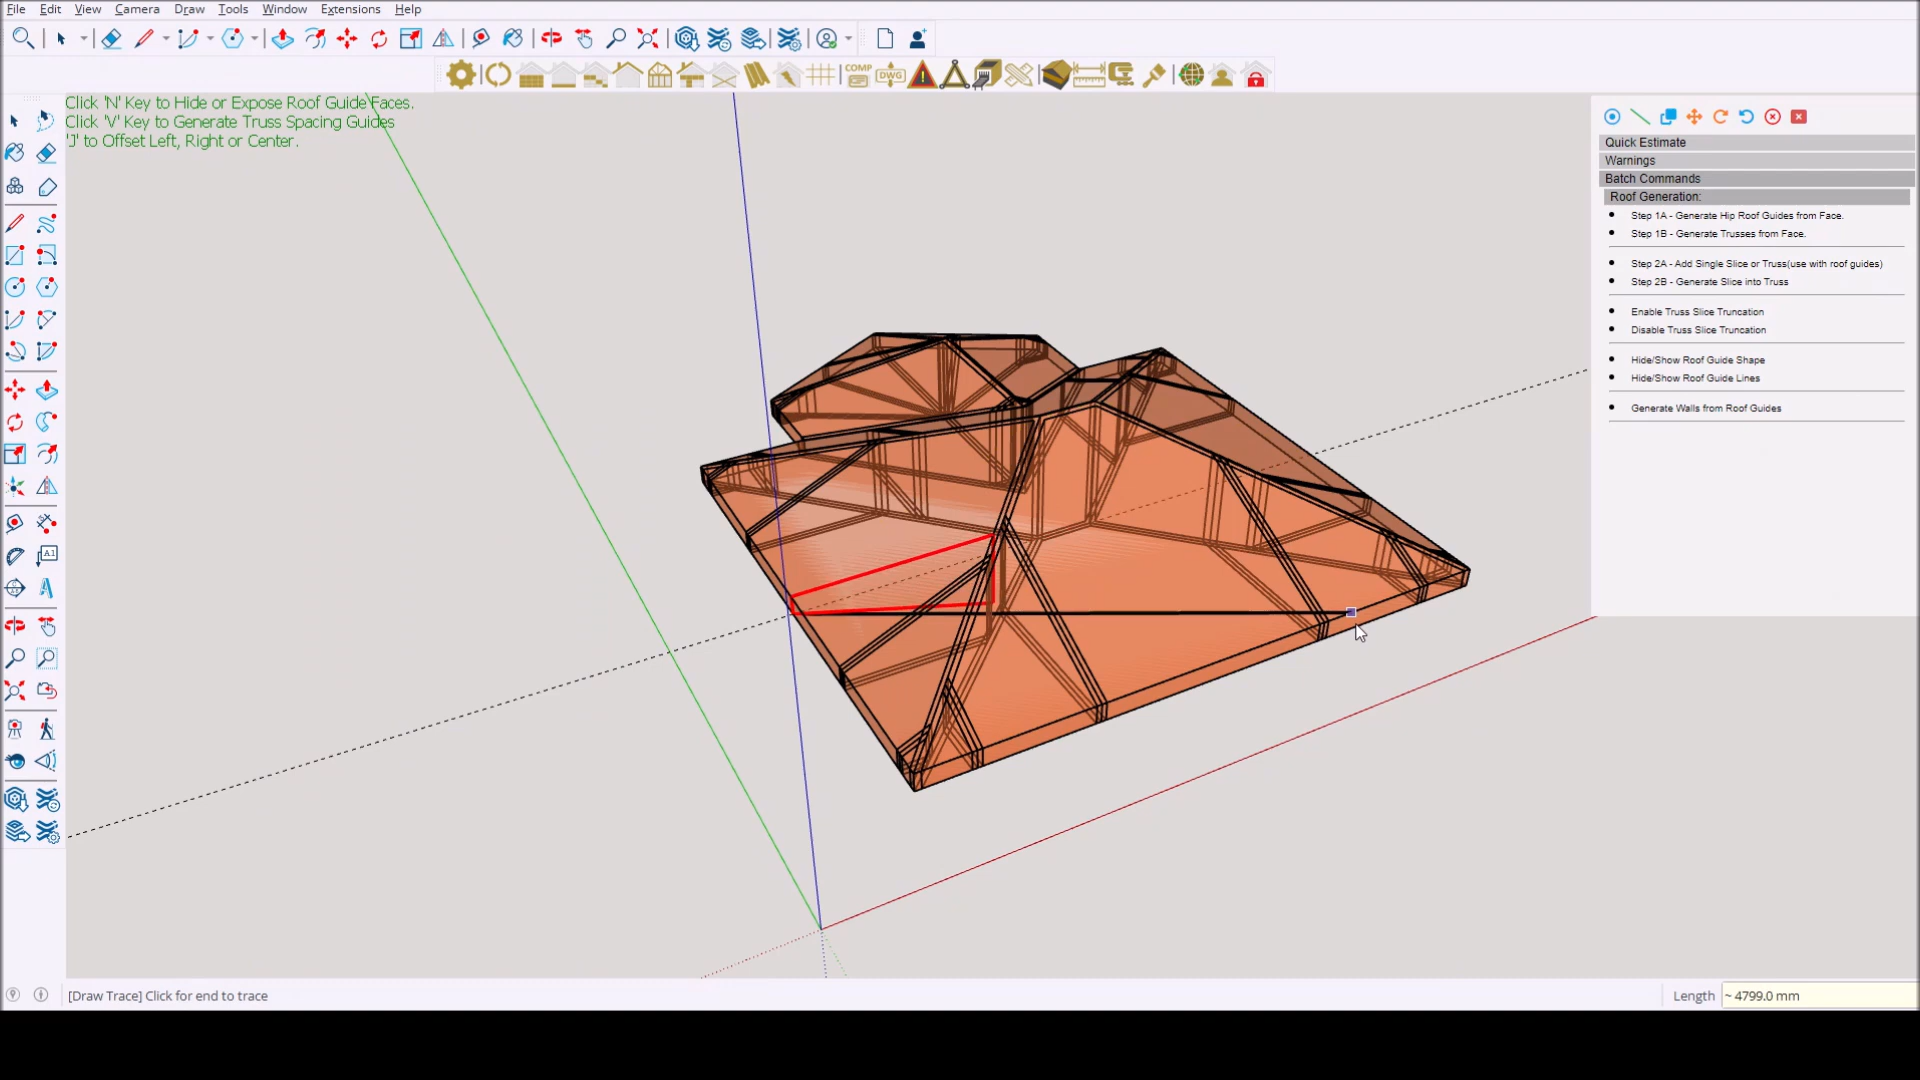 File Edit View Camera Draw Tools Window Extensions Help
COMP DWG
Click 'N' Key to Hide or Expose Roof Guide Faces.
Click 'V' Key to Generate Truss Spacing Guides
'J' to Offset Left, Right or Center.
Quick Estimate
Warnings
Batch Commands
Roof Generation:
Step 1A - Generate Hip Roof Guides from Face.
Step 1B - Generate Trusses from Face.
Step 2A - Add Single Slice or Truss(use with roof guides)
Step 2B - Generate Slice into Truss
Enable Truss Slice Truncation
Disable Truss Slice Truncation
Hide/Show Roof Guide Shape
Hide/Show Roof Guide Lines
Generate Walls from Roof Guides
A1
A
[Draw Trace] Click for end to trace
Length ~ 4799.0 mm